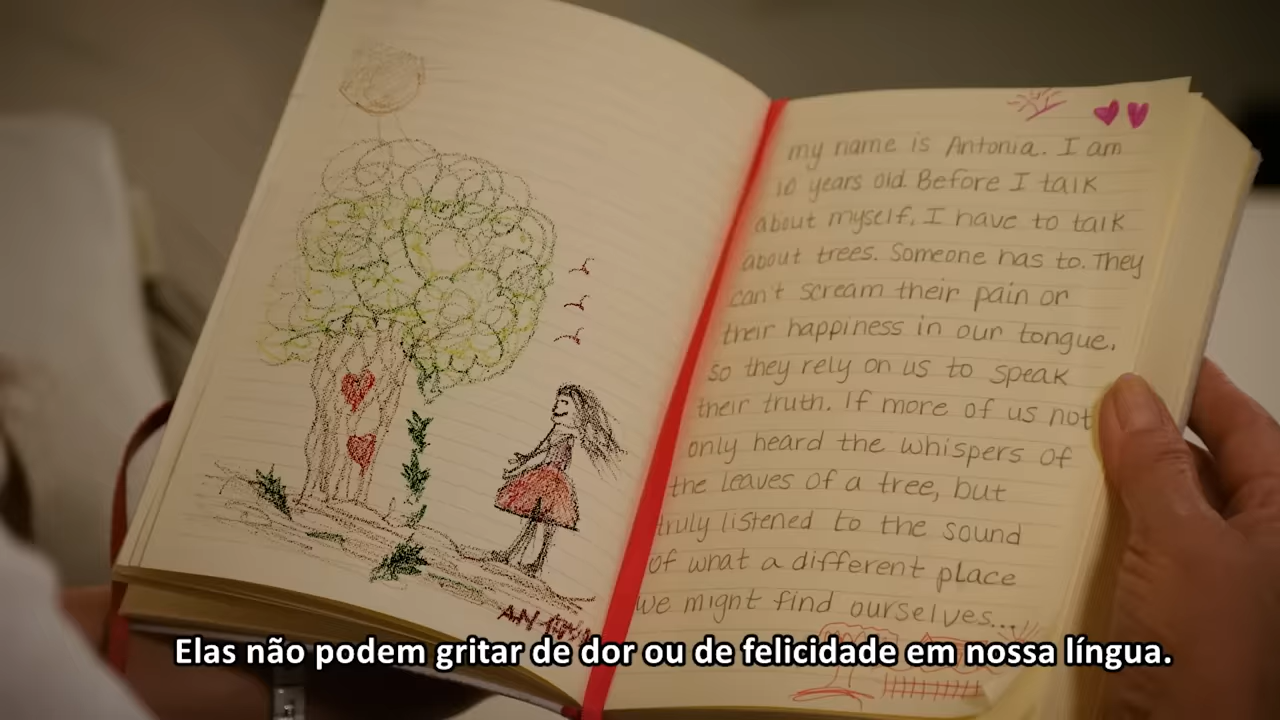 my name is Antonia. I am
10 years old. Before I talk
about myself, I have to talk
about trees. Someone has to. They
can't scream their pain or
their happiness in our tongue,
so they rely on us to speak
their truth. If more of us not
only heard the whispers of
the leaves of a tree, but
truly listened to the sound
of what a different place
we might find ourselves...
Elas não podem gritar de dor ou de felicidade em nossa língua.